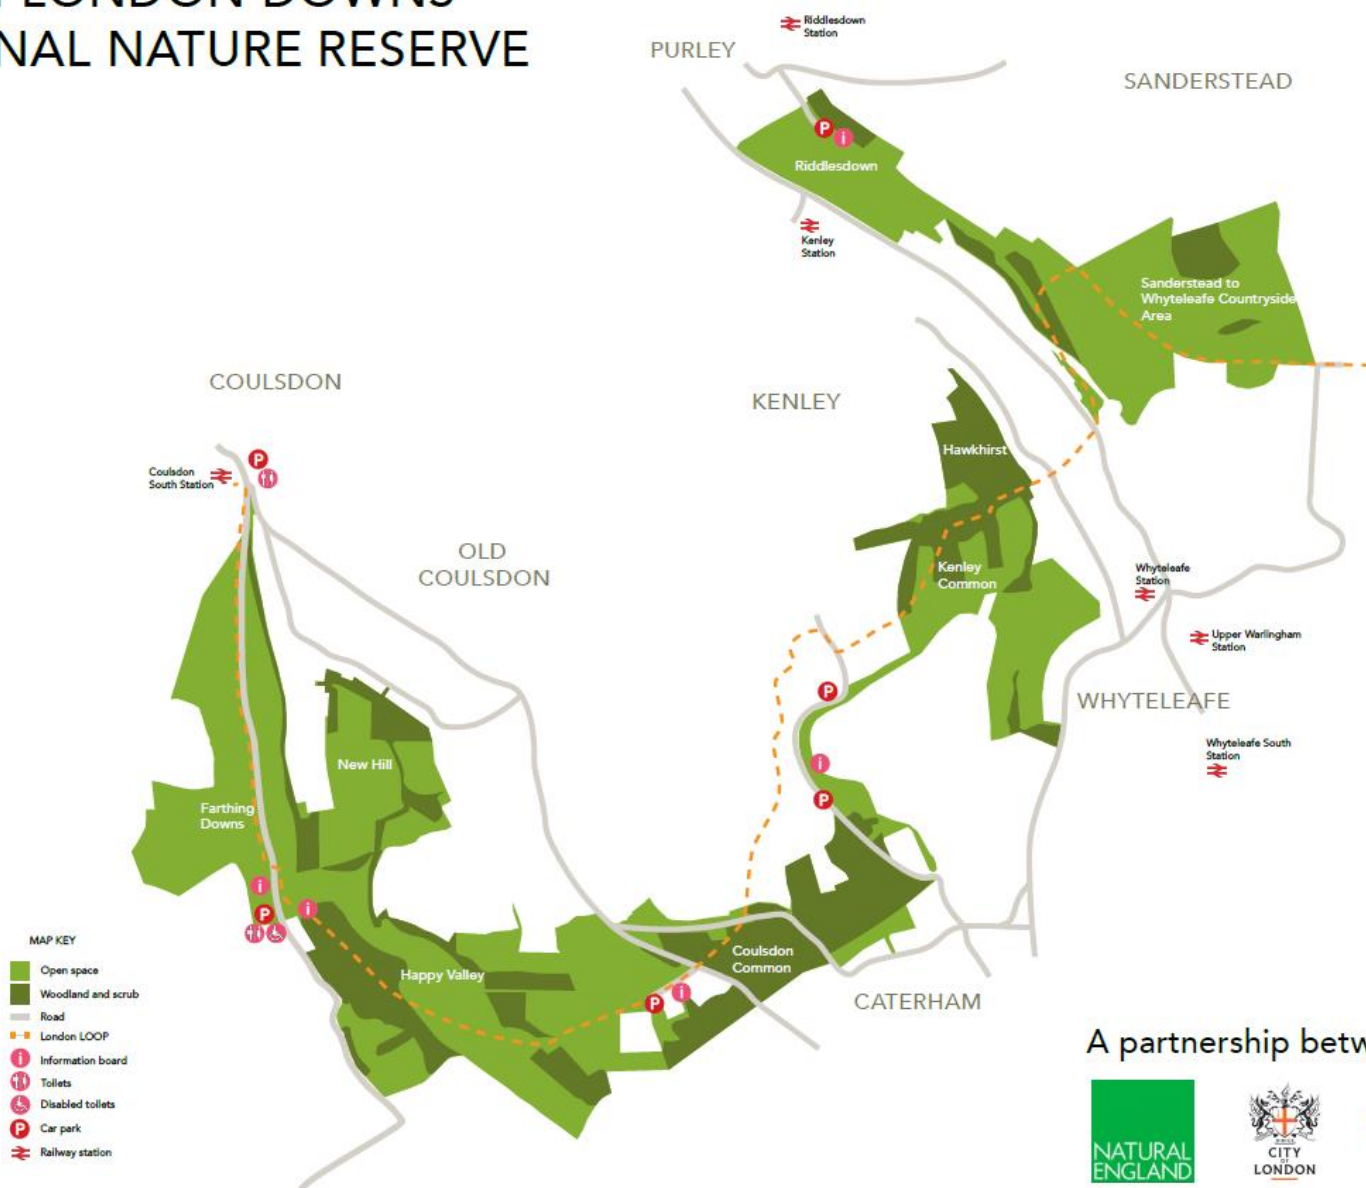 LONDON DOWNS
NAL NATURE RESERVE
Riddlesdown
Station
PURLEY
SANDERSTEAD
P
i
Riddlesdown
Kenley
Station
Sanderstead to
Whyteleafe Countryside
Area
COULSDON
KENLEY
Hawkhirst
P
Coulsdon
South Station
OLD
COULSDON
Kenley
Common
Whyteleafe
Station
Upper Warlingham
Station
P
WHYTELEAFE
New Hill
i
Whyteleafe South
Station
P
Farthing
Downs
i
P
i
Coulsdon
Common
Happy Valley
P
i
CATERHAM
MAP KEY
Open space
Woodland and scrub
Road
London LOOP
i
Information board
Toilets
Disabled toilets
P
Car park
Railway station
A partnership betw
NATURAL
ENGLAND
CITY
OF
LONDON